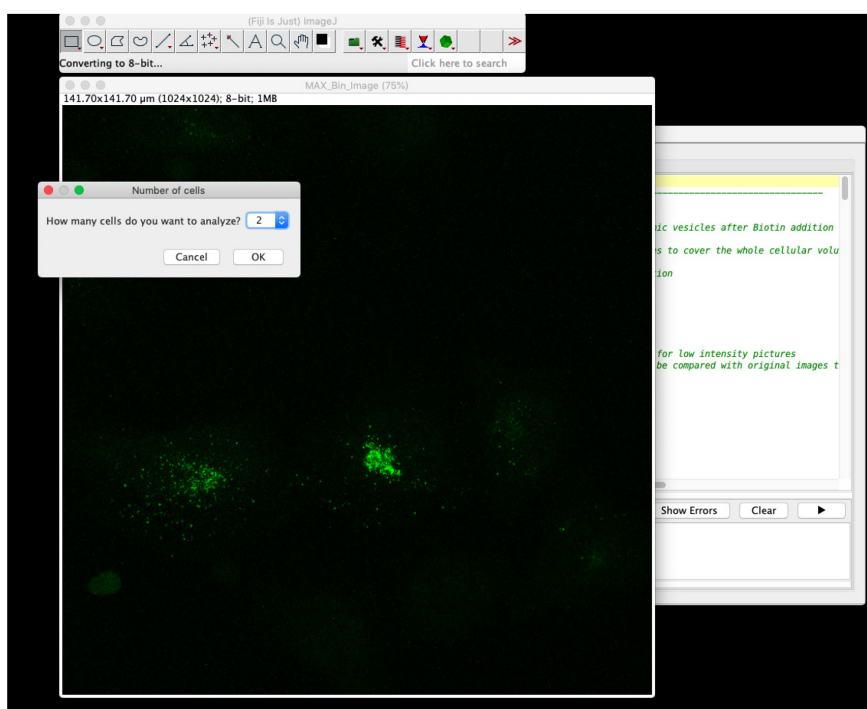 (Fiji Is Just) ImageJ
Converting to 8-bit...
Click here to search
MAX_Bin_Image (75%)
141.70x141.70 µm (1024x1024); 8-bit; 1MB
Number of cells
How many cells do you want to analyze? 2
Cancel
OK
ic vesicles after Biotin addition
s to cover the whole cellular volu
ion
for low intensity pictures
be compared with original images t
Show Errors
Clear